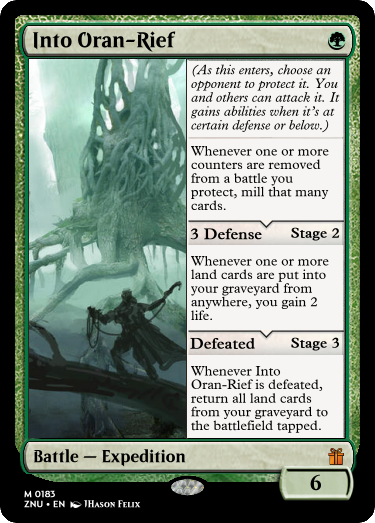 Into Oran-Rief
(As this enters, choose an
opponent to protect it. You
and others can attack it. It
gains abilities when it's at
certain defense or below.)
Whenever one or more
counters are removed
from a battle you
protect, mill that many
cards.
3 Defense Stage 2
Whenever one or more
land cards are put into
your graveyard from
anywhere, you gain 2
life.
Defeated Stage 3
Whenever Into
Oran-Rief is defeated,
return all land cards
from your graveyard to
the battlefield tapped.
Battle — Expedition
6
M 0183
ZNU • EN JHason Felix